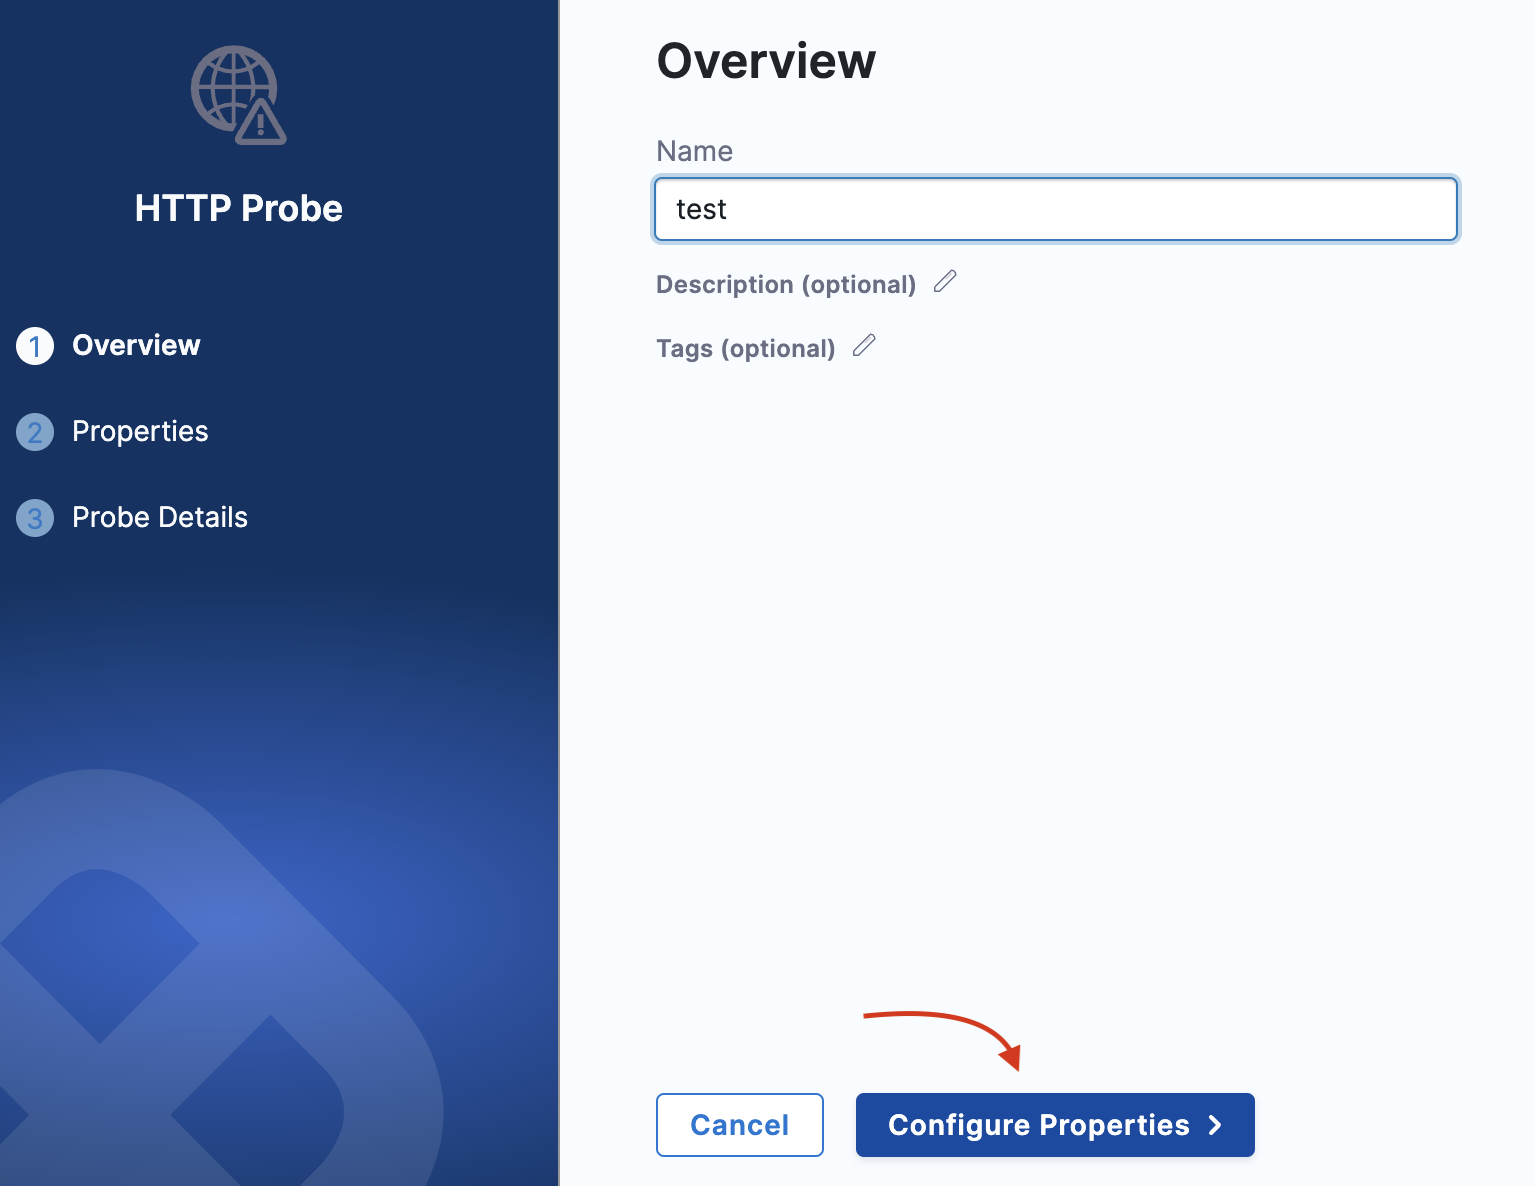 HTTP Probe
1 Overview
2 Properties
3 Probe Details
Overview
Name
test
Description (optional)
Tags (optional)
Cancel
Configure Properties